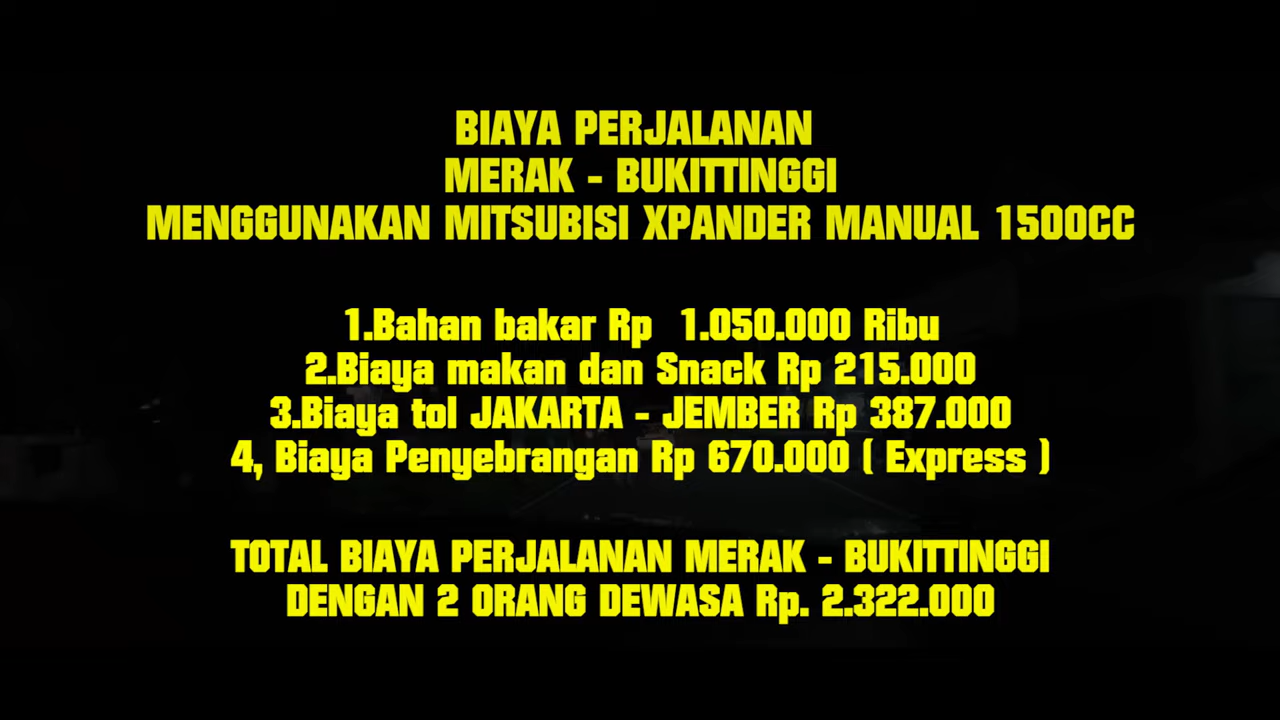 BIAYA PERJALANAN
MERAK - BUKITTINGGI
MENGGUNAKAN MITSUBISI XPANDER MANUAL 1500CC
1.Bahan bakar Rp 1.050.000 Ribu
2.Biaya makan dan Snack Rp 215.000
3.Biaya tol JAKARTA - JEMBER Rp 387.000
4, Biaya Penyebrangan Rp 670.000 ( Express )
TOTAL BIAYA PERJALANAN MERAK - BUKITTINGGI
DENGAN 2 ORANG DEWASA Rp. 2.322.000